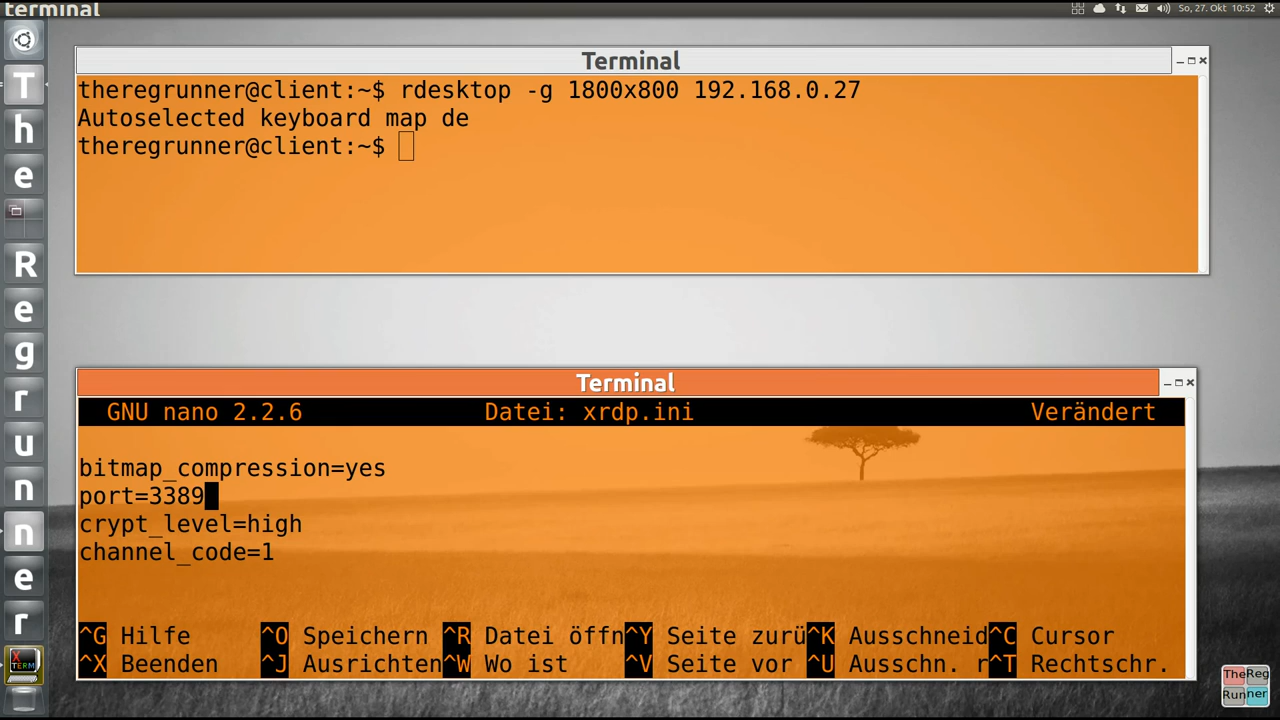 terminal
So, 27. Okt 10:52
T
h
e
R
e
g
r
u
n
n
e
r
X
TERM
Terminal
theregrunner@client:~$ rdesktop -g 1800x800 192.168.0.27
Autoselected keyboard map de
theregrunner@client:~$
Terminal
GNU nano 2.2.6 Datei: xrdp.ini Verändert
bitmap_compression=yes
port=3389
crypt_level=high
channel_code=1
^G Hilfe ^O Speichern ^R Datei öffn^Y Seite zurü^K Ausschneid^C Cursor
^X Beenden ^J Ausrichten^W Wo ist ^V Seite vor ^U Ausschn. r^T Rechtschr.
TheReg
Runner